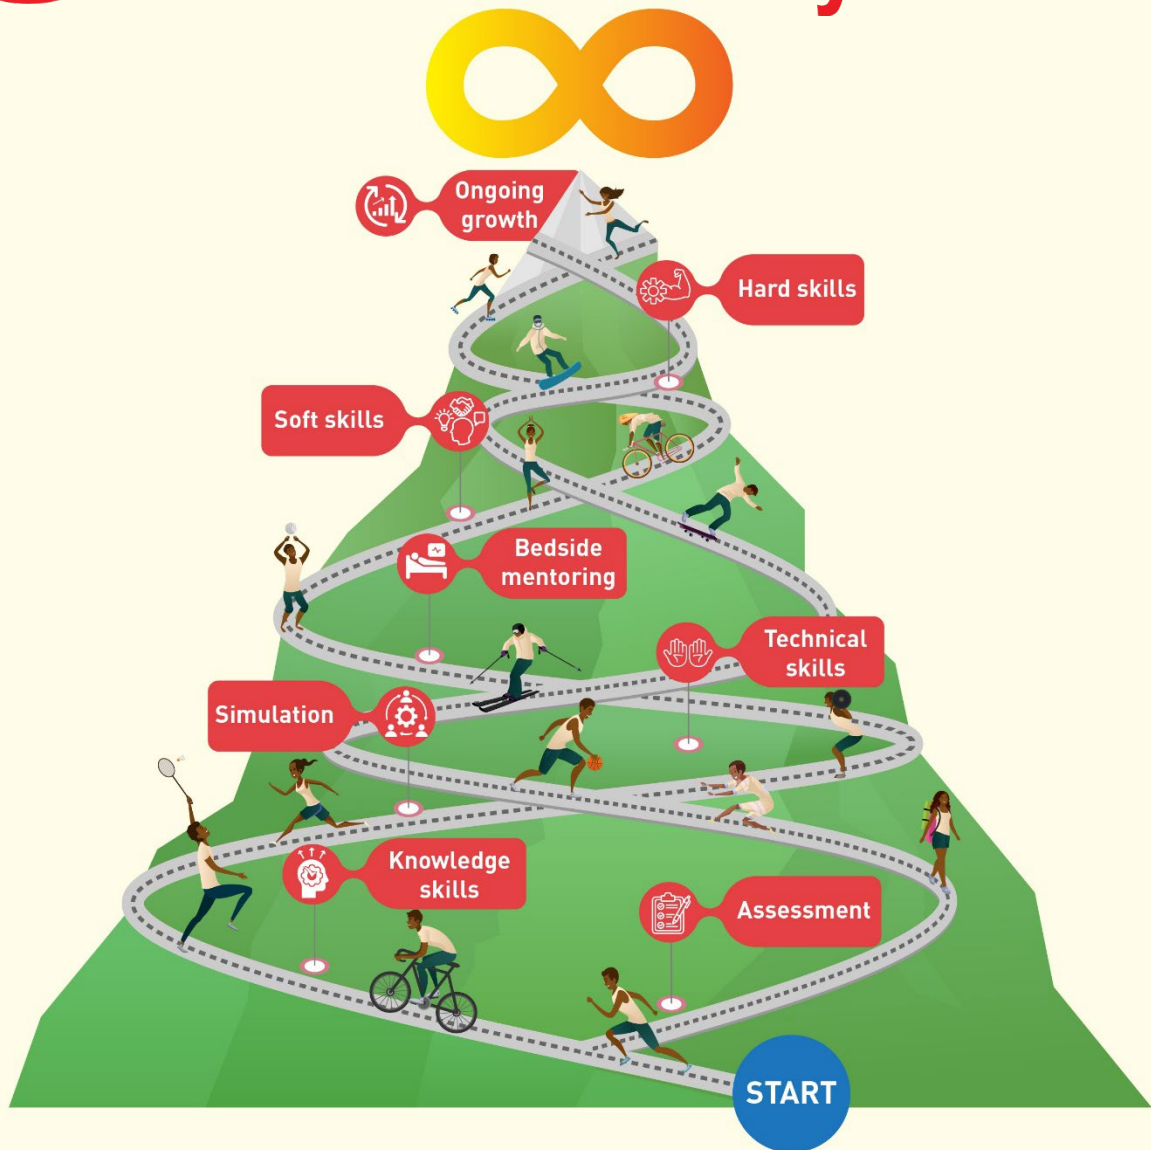 Ongoing
growth
Hard skills
Soft skills
Bedside
mentoring
Technical
skills
Simulation
Knowledge
skills
Assessment
START